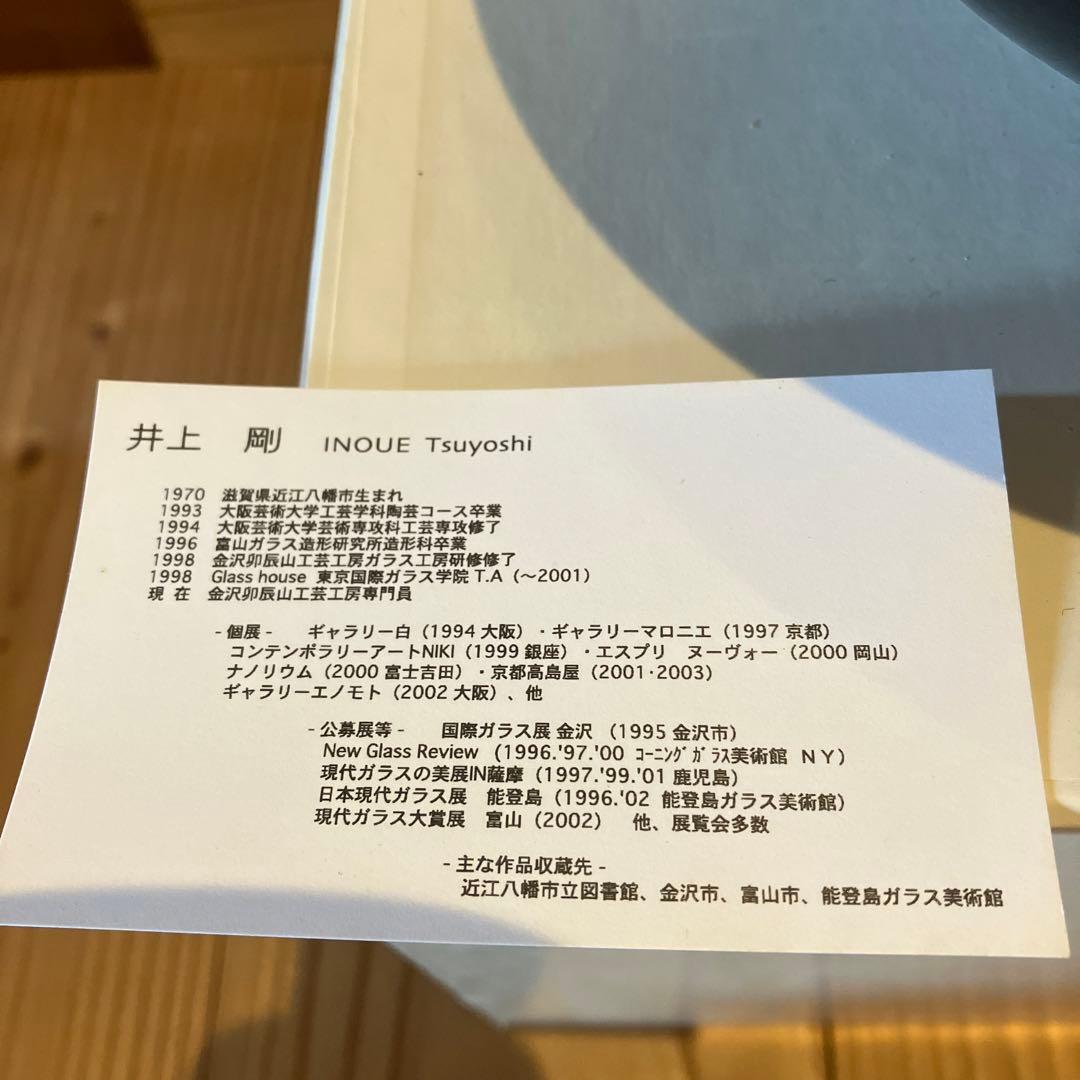 井上 剛 INOUE Tsuyoshi
1970 滋賀県近江八幡市生まれ
1993 大阪芸術大学工芸学科陶芸コース卒業
1994 大阪芸術大学芸術専攻科工芸専攻修了
1996 富山ガラス造形研究所造形科卒業
1998 金沢卯辰山工芸工房ガラス工房研修修了
1998 Glass house 東京国際ガラス学院 T.A（～2001）
現 在 金沢卯辰山工芸工房専門員
- 個展 - ギャラリー白（1994 大阪）・ギャラリーマロニエ（1997 京都）
コンテンポラリーアートNIKI（1999 銀座）・エスプリ ヌーヴォー（2000 岡山）
ナノリウム（2000 富士吉田）・京都高島屋（2001・2003）
ギャラリーエノモト（2002 大阪）、他
- 公募展等 - 国際ガラス展 金沢 （1995 金沢市）
New Glass Review （1996.'97.'00 ｺｰﾆﾝｸﾞｶﾞﾗｽ美術館 ＮＹ）
現代ガラスの美展IN薩摩（1997.'99.'01 鹿児島）
日本現代ガラス展 能登島（1996.'02 能登島ガラス美術館）
現代ガラス大賞展 富山（2002） 他、展覧会多数
- 主な作品収蔵先 -
近江八幡市立図書館、金沢市、富山市、能登島ガラス美術館